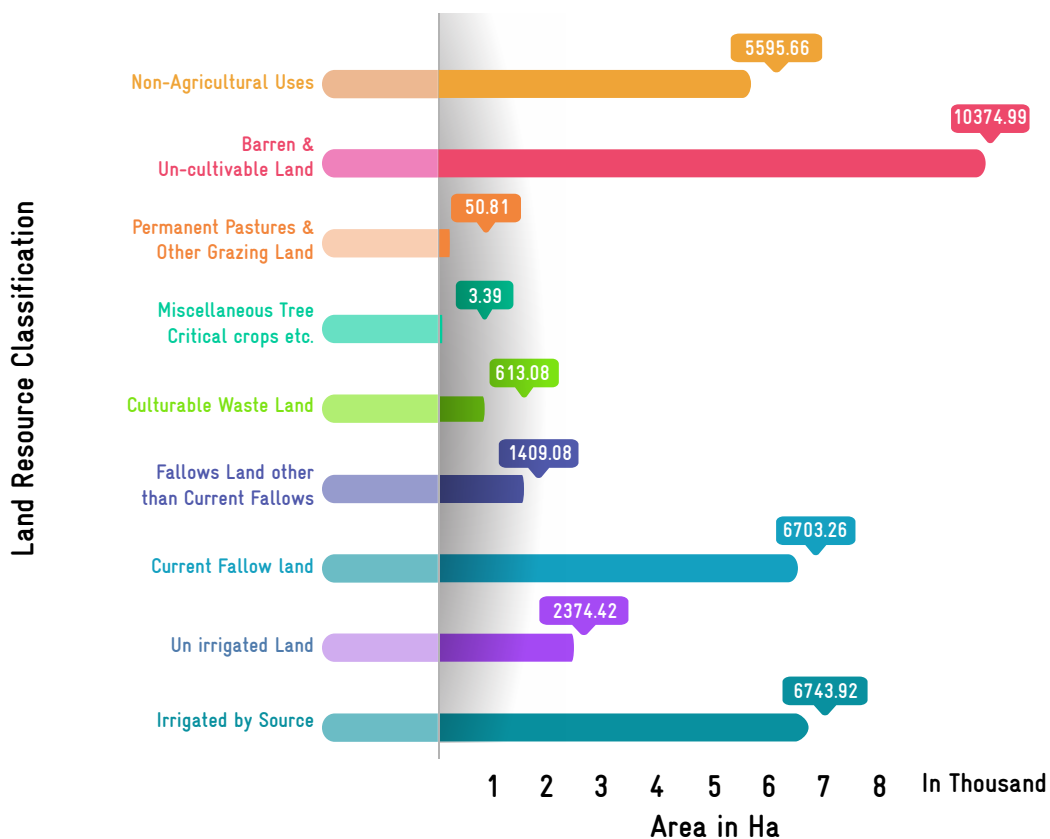 5595.66
Non-Agricultural Uses
10374.99
Barren &
Un-cultivable Land
50.81
Permanent Pastures &
Other Grazing Land
3.39
Miscellaneous Tree
Critical crops etc.
613.08
Culturable Waste Land
1409.08
Fallows Land other
than Current Fallows
6703.26
Current Fallow land
2374.42
Un irrigated Land
6743.92
Irrigated by Source
Land Resource Classification
1 2 3 4 5 6 7 8 In Thousand
Area in Ha